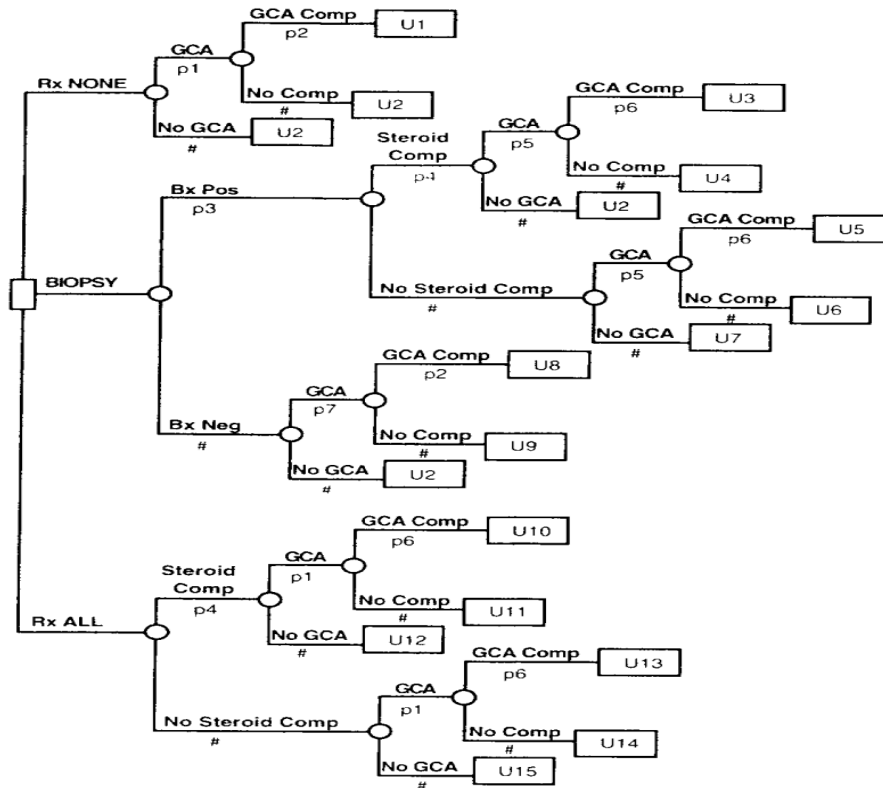 GCA Comp
p2
U1
GCA
p1
Rx NONE
No Comp
#
U2
No GCA
#
U2
GCA Comp
p6
U3
Steroid
Comp
p4
GCA
p5
No Comp
#
U4
Bx Pos
p3
No GCA
#
U2
GCA Comp
p6
U5
GCA
p5
BIOPSY
No Steroid Comp
#
No Comp
#
U6
No GCA
#
U7
GCA Comp
p2
U8
GCA
p7
Bx Neg
#
No Comp
#
U9
No GCA
#
U2
GCA Comp
p6
U10
Steroid
Comp
p4
GCA
p1
No Comp
#
U11
Rx ALL
No GCA
#
U12
GCA Comp
p6
U13
GCA
p1
No Steroid Comp
#
No Comp
#
U14
No GCA
#
U15